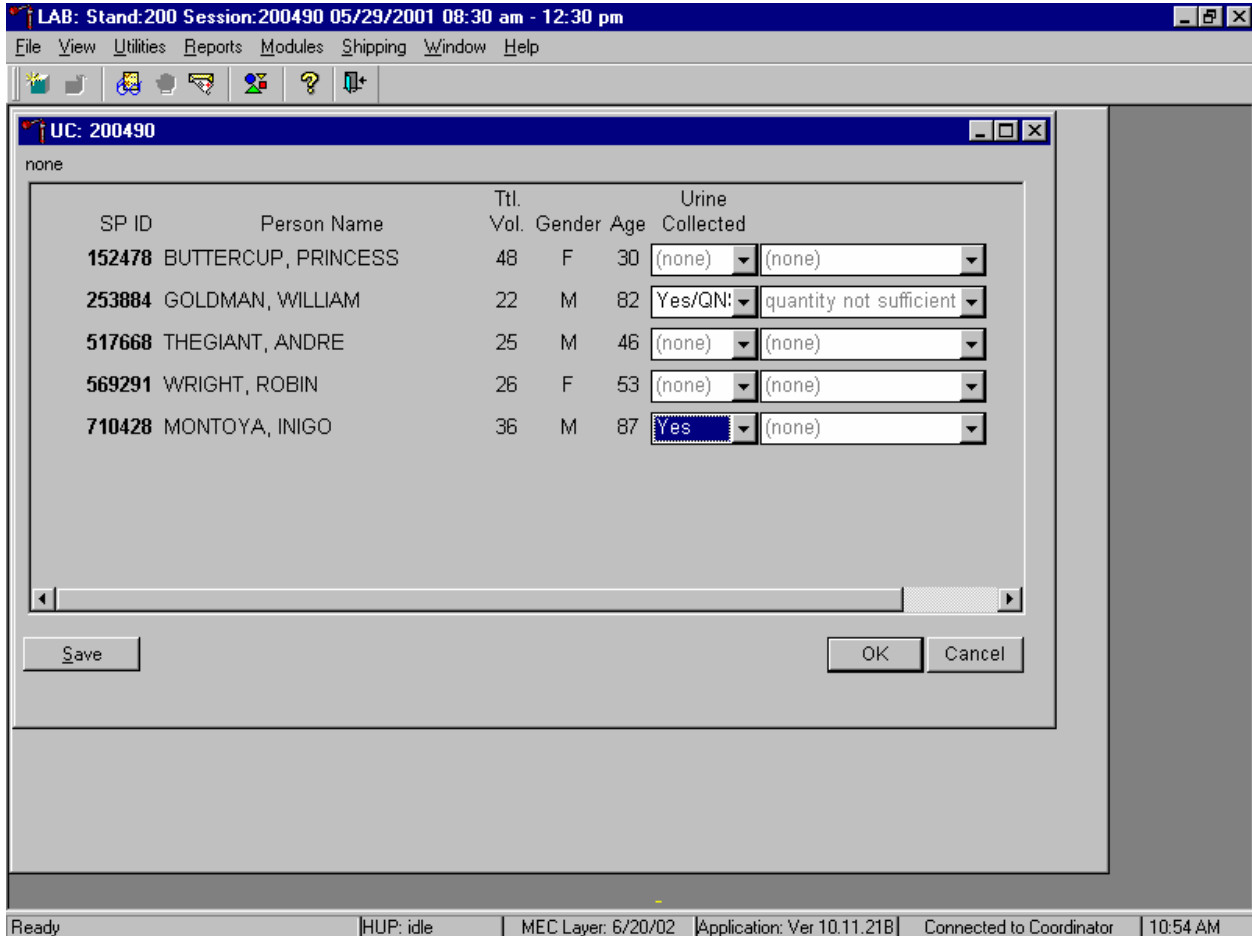 LAB: Stand:200 Session:200490 05/29/2001 08:30 am - 12:30 pm
File View Utilities Reports Modules Shipping Window Help
UC: 200490
none
Ttl. Urine
SP ID Person Name Vol. Gender Age Collected
152478 BUTTERCUP, PRINCESS 48 F 30 (none) (none)
253884 GOLDMAN, WILLIAM 22 M 82 Yes/QN quantity not sufficient
517668 THEGIANT, ANDRE 25 M 46 (none) (none)
569291 WRIGHT, ROBIN 26 F 53 (none) (none)
710428 MONTOYA, INIGO 36 M 87 Yes (none)
Save OK Cancel
Ready HUP: idle MEC Layer: 6/20/02 Application: Ver 10.11.21B Connected to Coordinator 10:54 AM